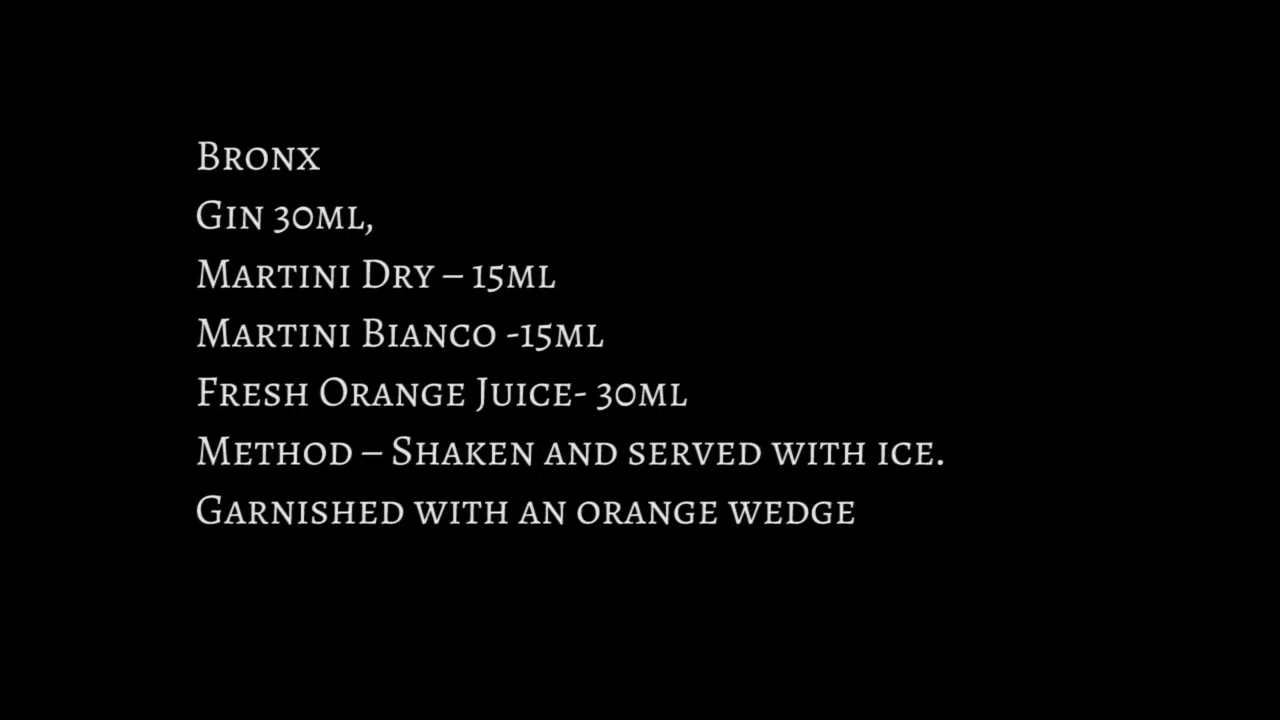 Bronx
Gin 30ml,
Martini Dry – 15ml
Martini Bianco -15ml
Fresh Orange Juice- 30ml
Method – Shaken and served with ice.
Garnished with an orange wedge